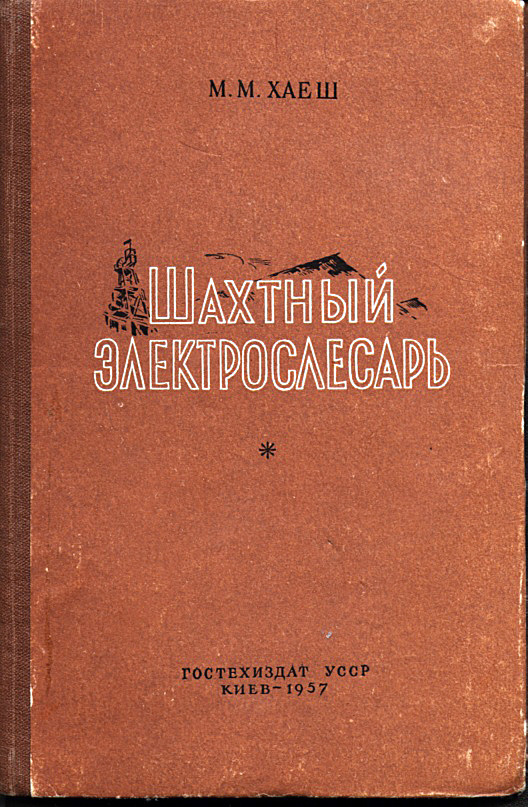 М. М. ХАЕШ
ШАХТНЫЙ
ЭЛЕКТРОСЛЕСАРЬ
*
ГОСТЕХИЗДАТ УССР
КИЕВ–1957